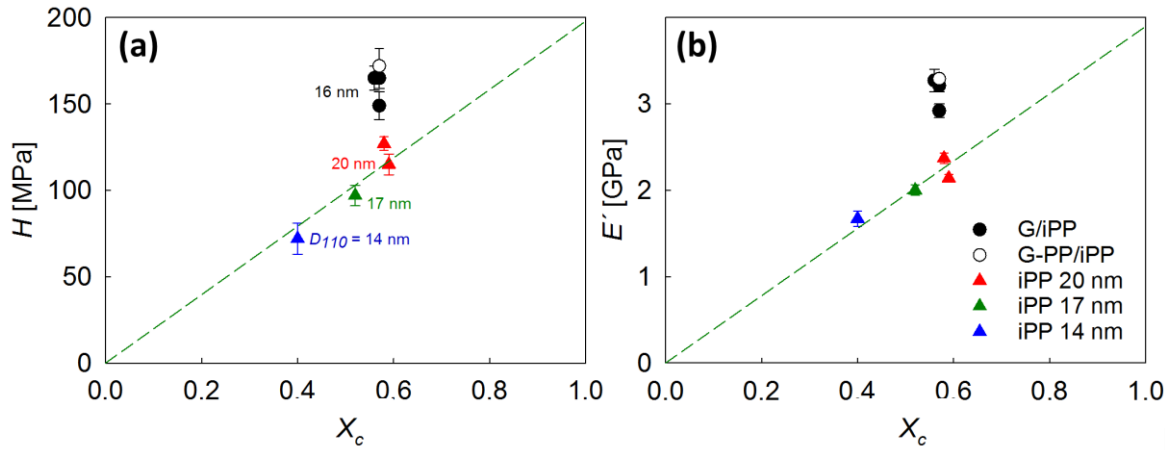 (a)
H [MPa]
200
150
100
50
0
16 nm
20 nm
17 nm
D110 = 14 nm
0.0 0.2 0.4 0.6 0.8 1.0
Xc
(b)
E´ [GPa]
3
2
1
0
G/iPP
G-PP/iPP
iPP 20 nm
iPP 17 nm
iPP 14 nm
0.0 0.2 0.4 0.6 0.8 1.0
Xc